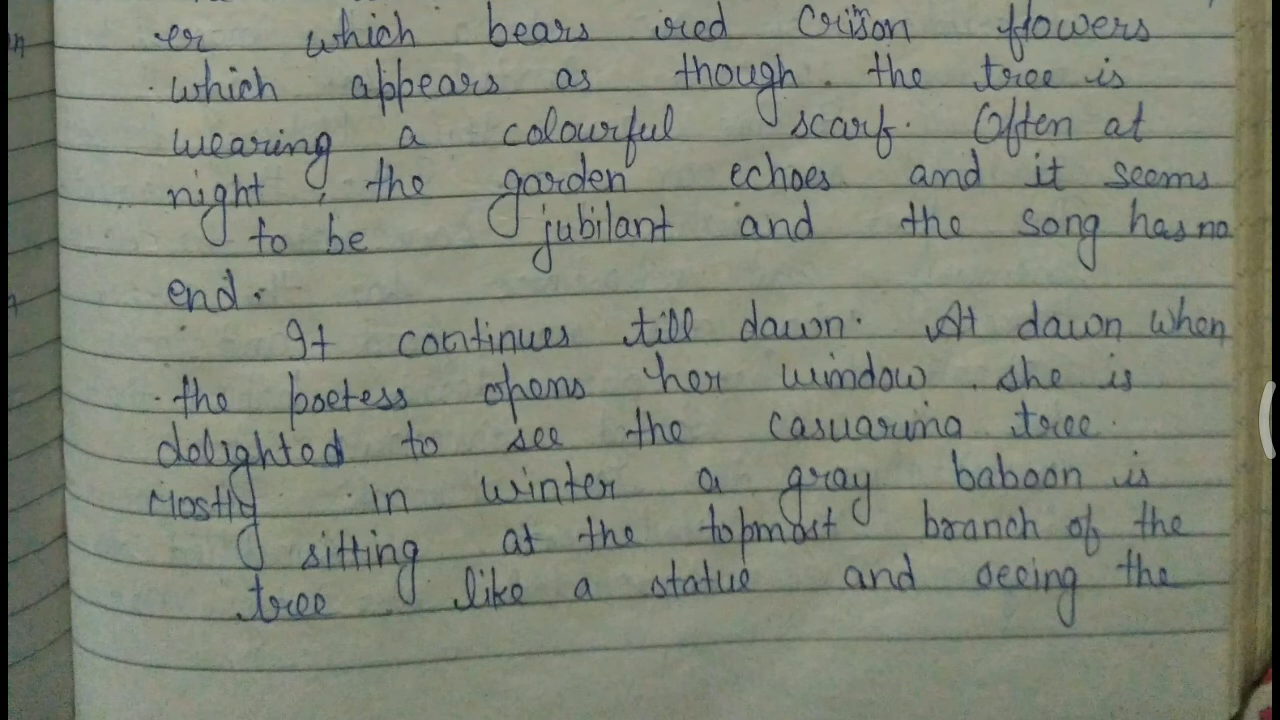 er which bears red Crimson flowers
which appears as though the tree is
wearing a colourful scarf. Often at
night, the garden echoes and it seems
to be jubilant and the song has no
end.
It continues till dawn. At dawn when
the poetess opens her window she is
delighted to see the casuarina tree.
Mostly in winter a gray baboon is
sitting at the topmost branch of the
tree like a statue and seeing the